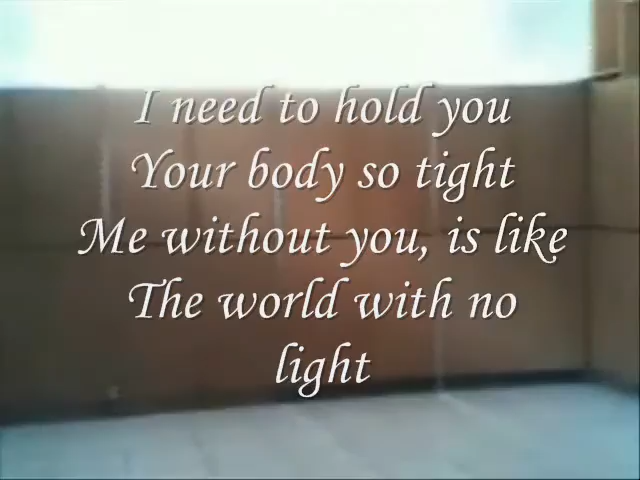 I need to hold you
Your body so tight
Me without you, is like
The world with no
light